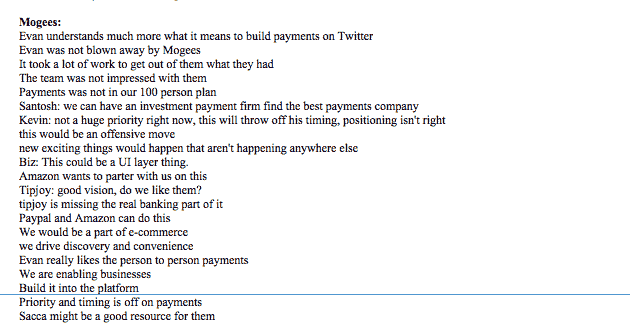 Mogees:
Evan understands much more what it means to build payments on Twitter
Evan was not blown away by Mogees
It took a lot of work to get out of them what they had
The team was not impressed with them
Payments was not in our 100 person plan
Santosh: we can have an investment payment firm find the best payments company
Kevin: not a huge priority right now, this will throw off his timing, positioning isn't right
this would be an offensive move
new exciting things would happen that aren't happening anywhere else
Biz: This could be a UI layer thing.
Amazon wants to parter with us on this
Tipjoy: good vision, do we like them?
tipjoy is missing the real banking part of it
Paypal and Amazon can do this
We would be a part of e-commerce
we drive discovery and convenience
Evan really likes the person to person payments
We are enabling businesses
Build it into the platform
Priority and timing is off on payments
Sacca might be a good resource for them